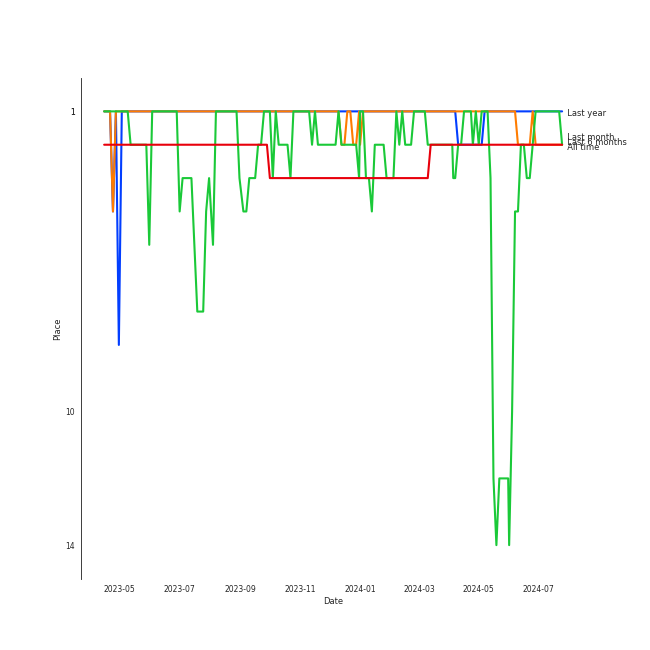 1
Last year
Last month
Last 6 months
All time
Place
10
14
2023-05 2023-07 2023-09 2023-11 2024-01 2024-03 2024-05 2024-07
Date